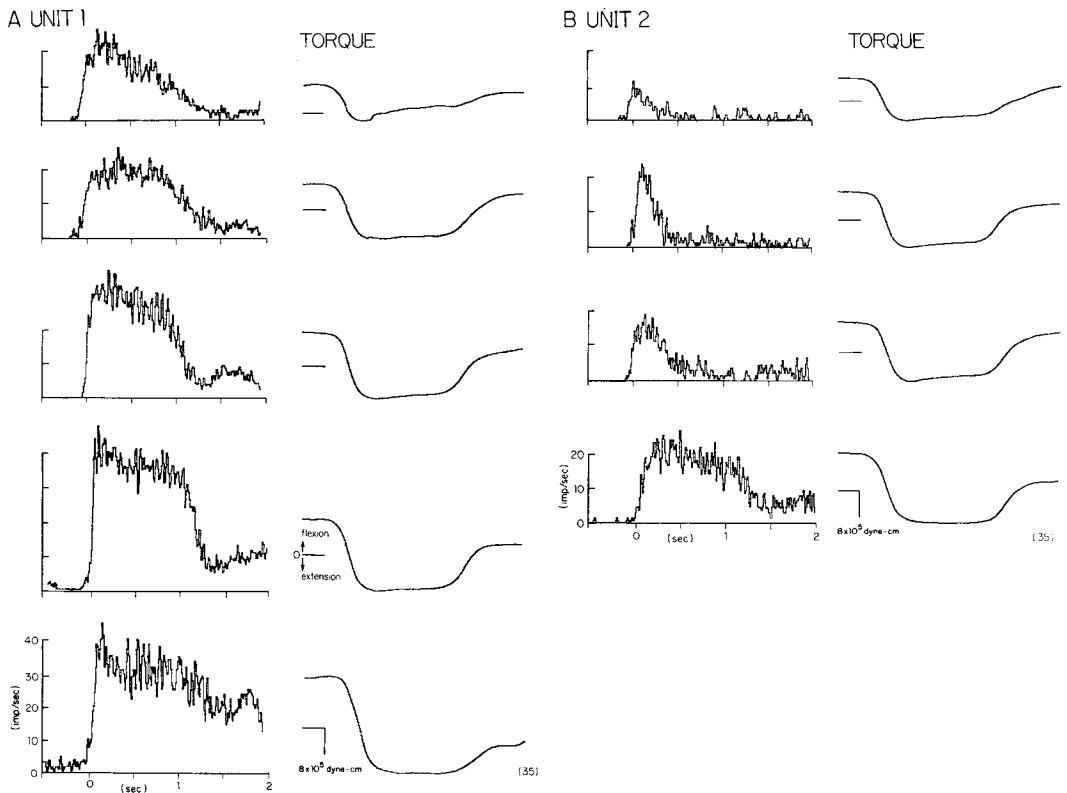 A UNIT 1
TORQUE
B UNIT 2
TORQUE
flexion
0
extension
40
30
20
10
0
(imp/sec)
0
1
2
(sec)
8x10⁵ dyne-cm
(35)
20
10
0
(imp/sec)
0
1
2
(sec)
8x10⁵ dyne-cm
(35)